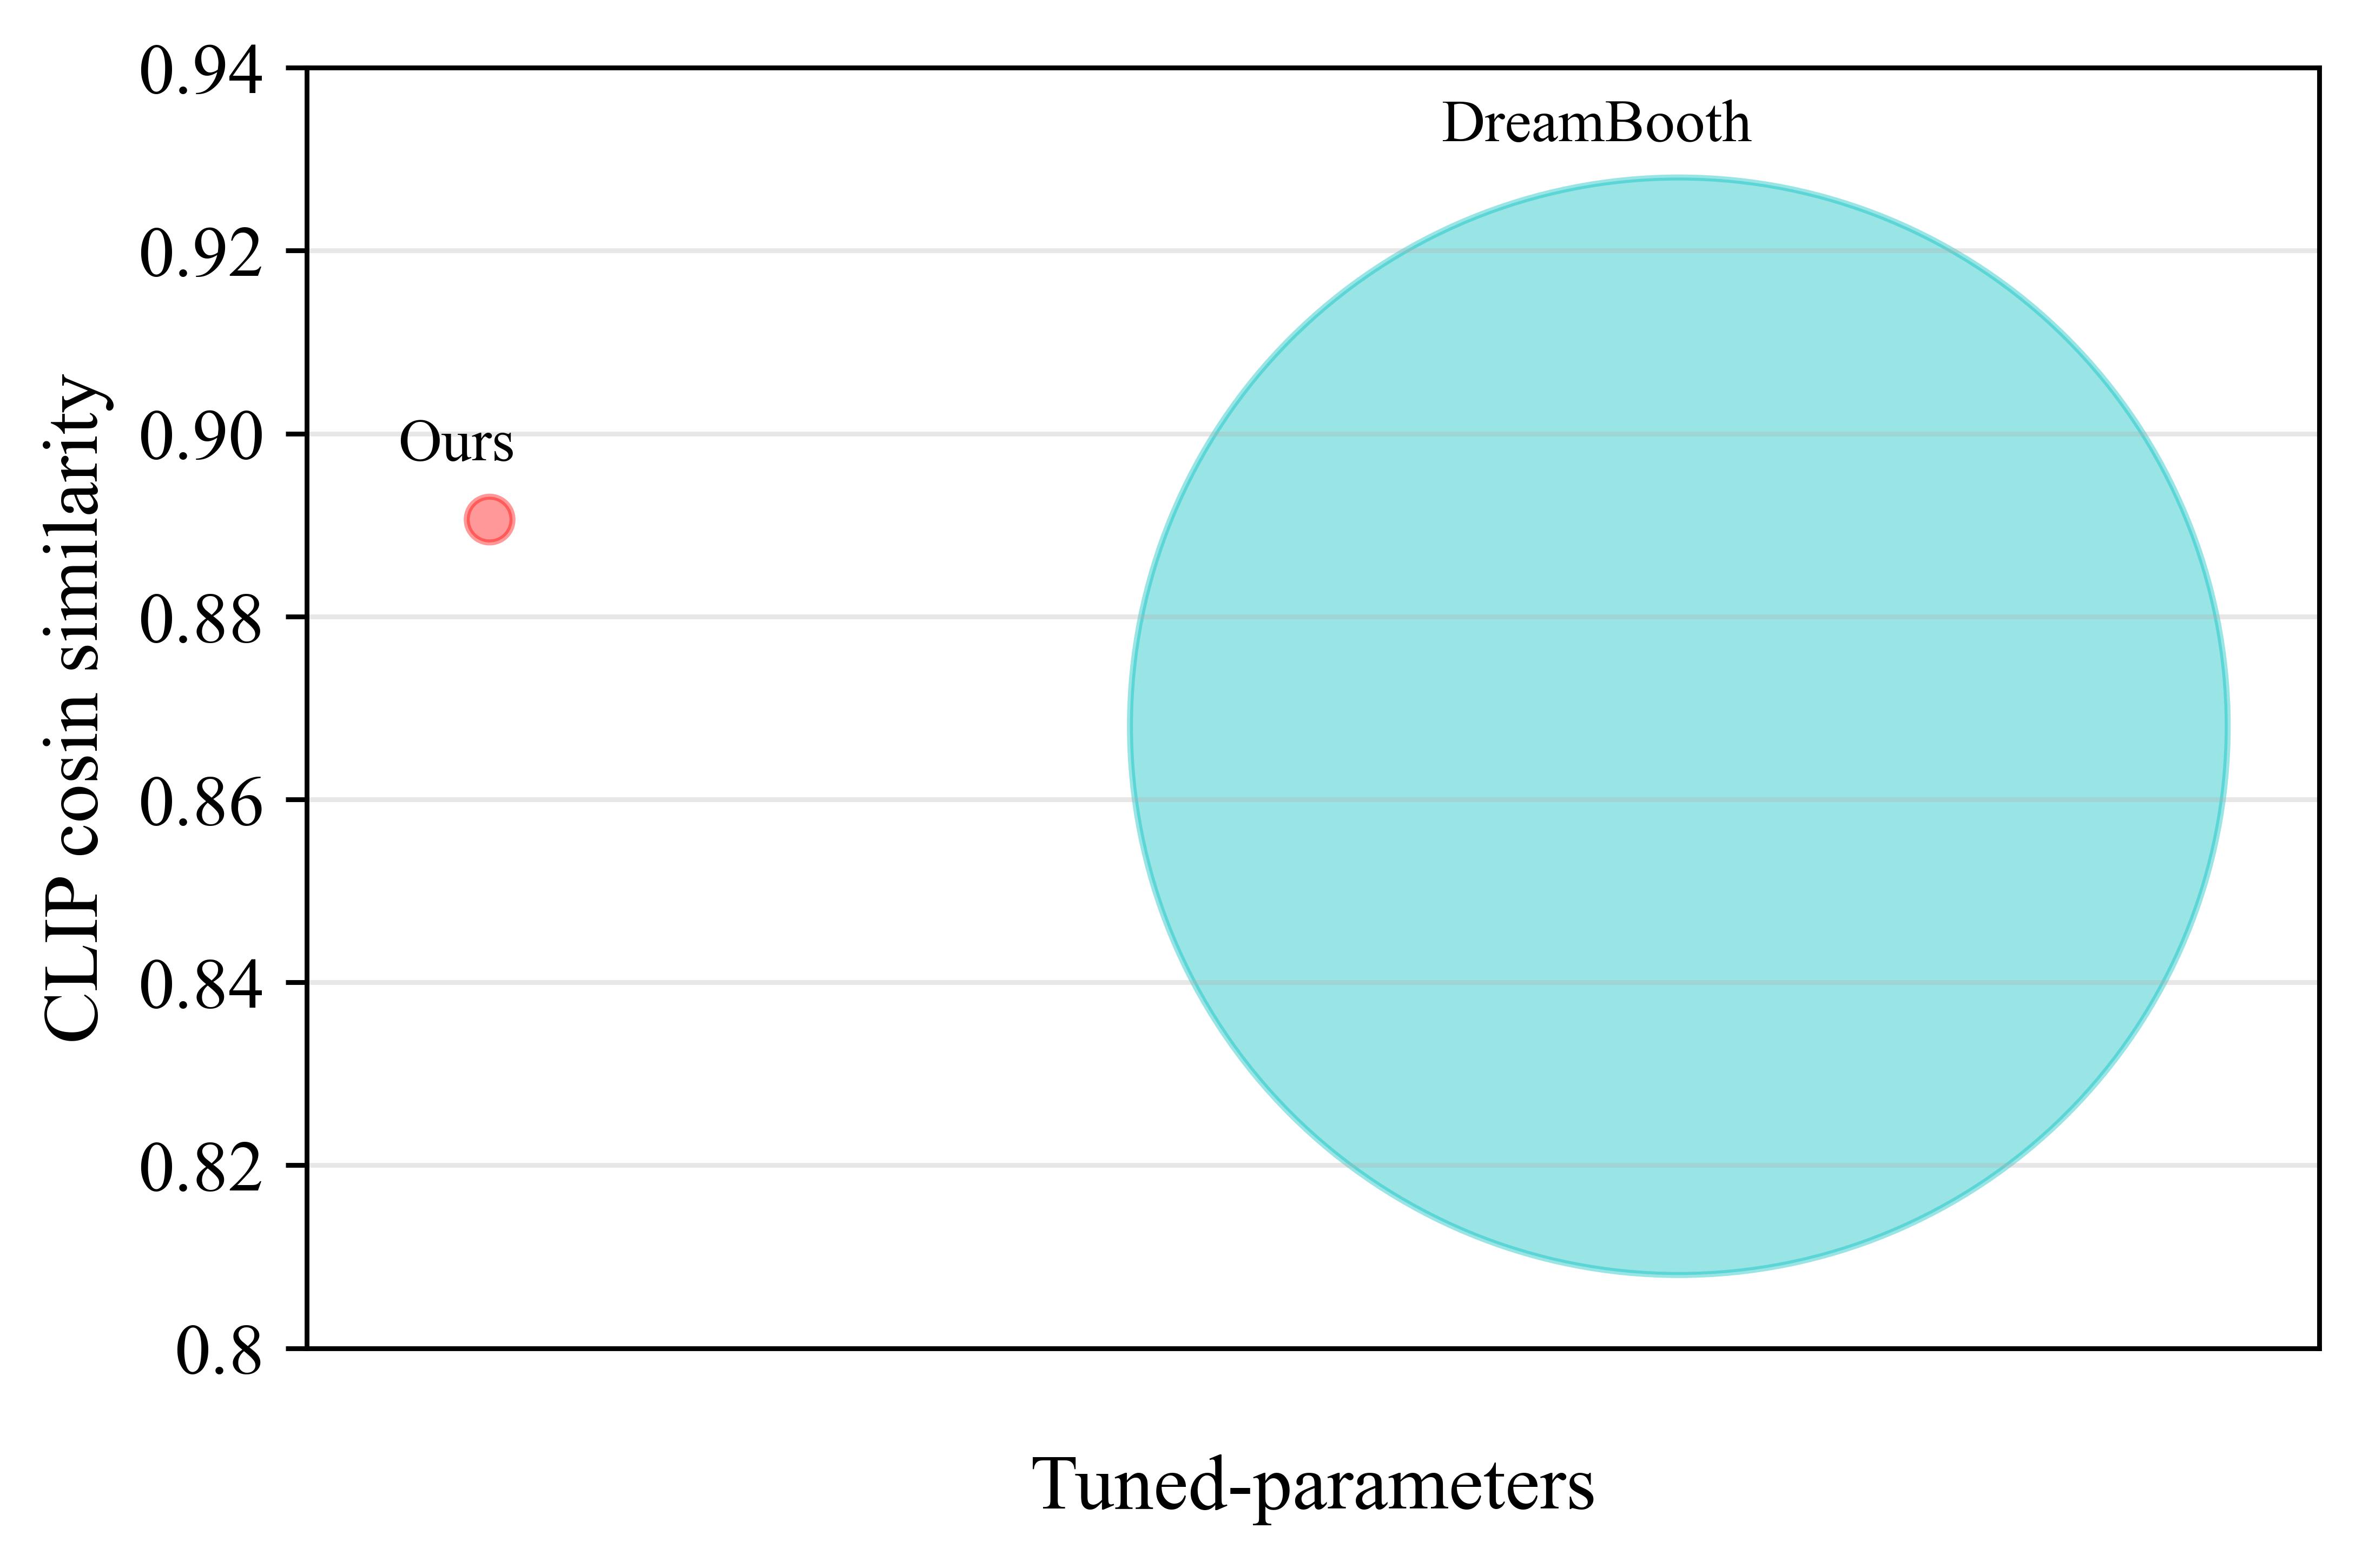 CLIP cosin similarity
0.94
0.92
0.90
0.88
0.86
0.84
0.82
0.8
DreamBooth
Ours
Tuned-parameters